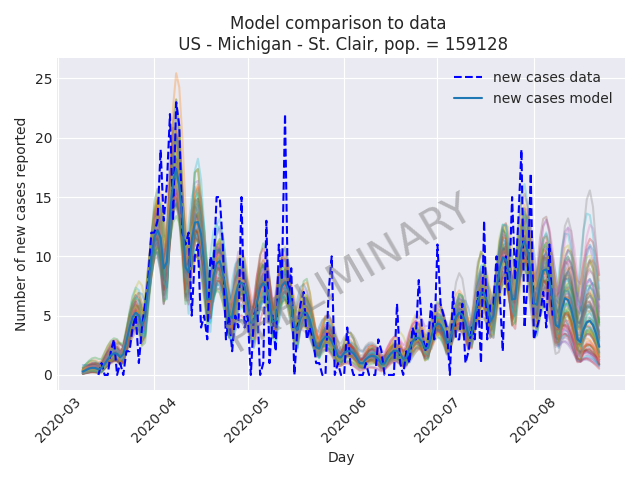 Model comparison to data
US - Michigan - St. Clair, pop. = 159128
new cases data
new cases model
PRELIMINARY
Number of new cases reported
25
20
15
10
5
0
2020-03
2020-04
2020-05
2020-06
2020-07
2020-08
Day